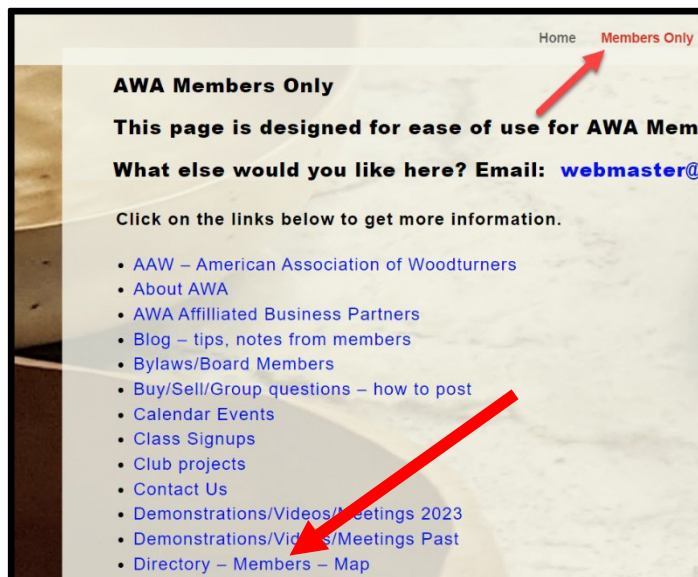 Home Members Only
AWA Members Only
This page is designed for ease of use for AWA Mem
What else would you like here? Email: webmaster@
Click on the links below to get more information.
• AAW – American Association of Woodturners
• About AWA
• AWA Affilliated Business Partners
• Blog – tips, notes from members
• Bylaws/Board Members
• Buy/Sell/Group questions – how to post
• Calendar Events
• Class Signups
• Club projects
• Contact Us
• Demonstrations/Videos/Meetings 2023
• Demonstrations/Videos/Meetings Past
• Directory – Members – Map